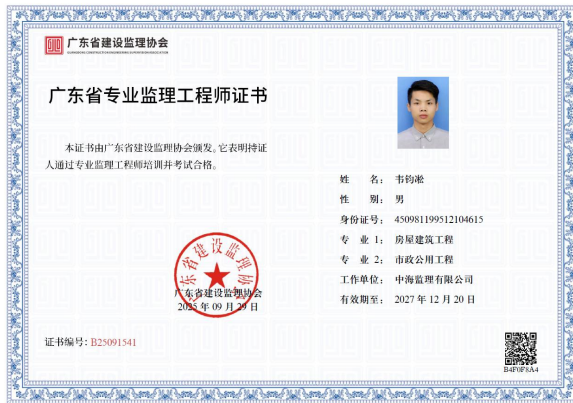 广东省建设监理协会
广东省专业监理工程师证书
本证书由广东省建设监理协会颁发。它表明持证
人通过专业监理工程师培训并考试合格。
姓 名： 韦钧凇
性 别： 男
身份证号： 450981199512104615
专 业 1： 房屋建筑工程
专 业 2： 市政公用工程
工作单位： 中海监理有限公司
有效期至： 2027 年 12 月 20 日
广东省建设监理协会
广东省建设监理协会
2025 年 09 月 29 日
证书编号：B25091541
B4F0F8A4